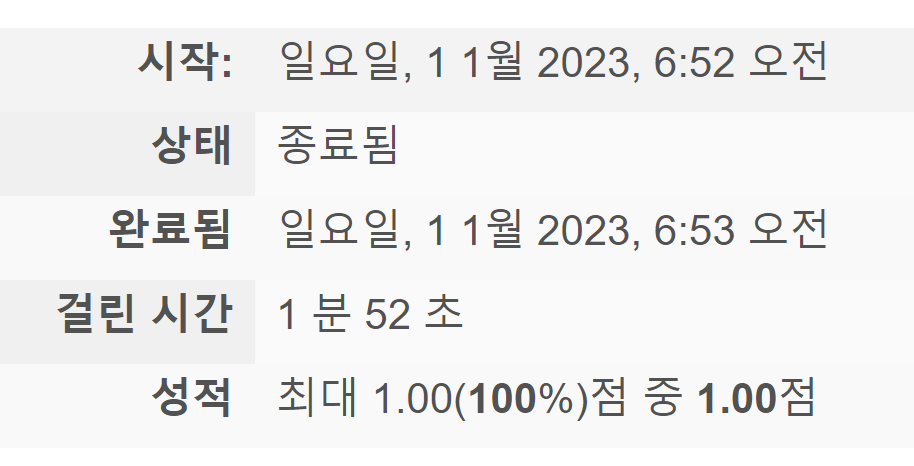 시작: 일요일, 1 1월 2023, 6:52 오전
상태 종료됨
완료됨 일요일, 1 1월 2023, 6:53 오전
걸린 시간 1 분 52 초
성적 최대 1.00(100%)점 중 1.00점